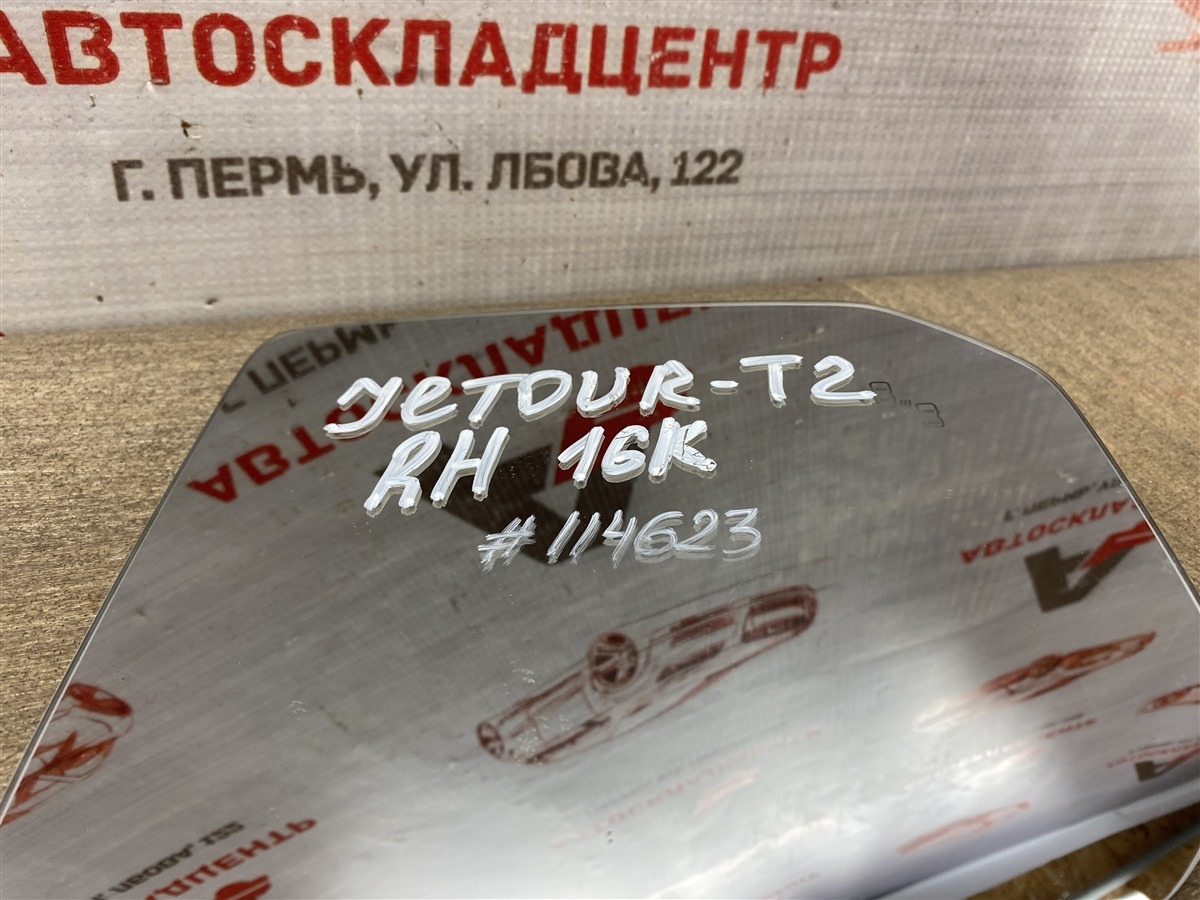 АВТОСКЛАДЦЕНТР
Г. ПЕРМЬ, УЛ. ЛБОВА, 122
JETOUR-T2
RH 16K
#114623